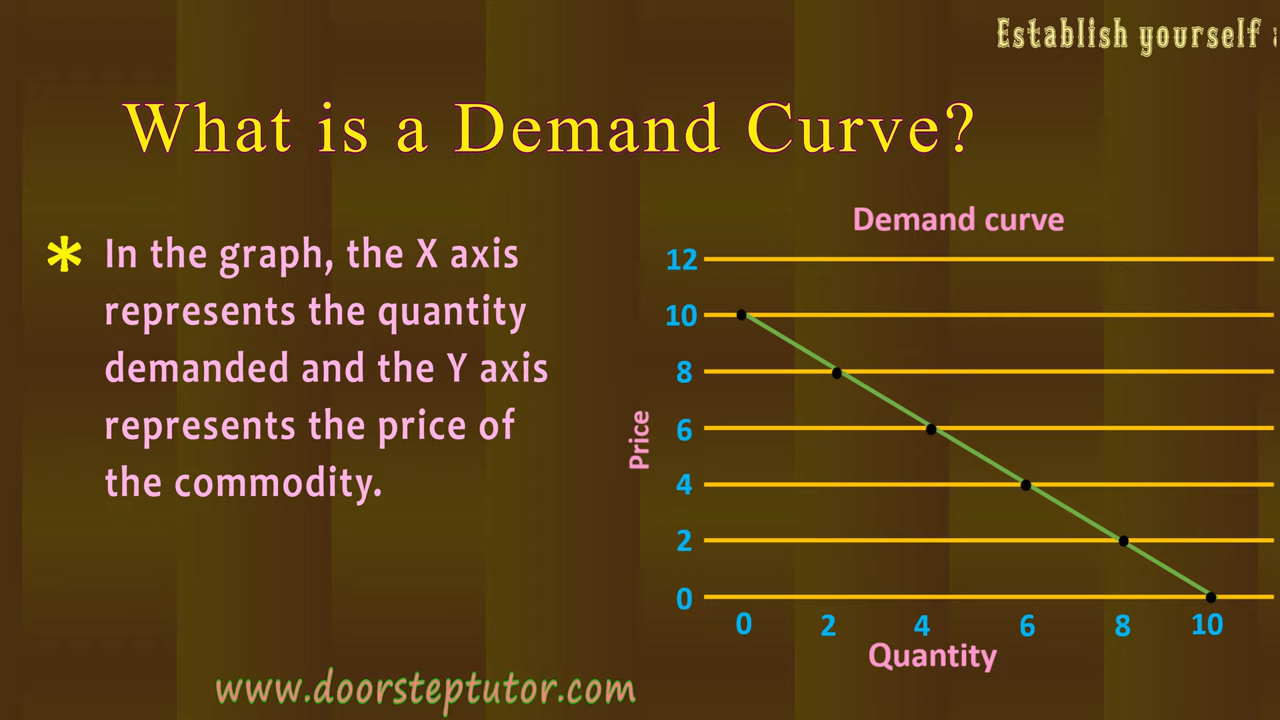 Establish yourself
What is a Demand Curve?
* In the graph, the X axis
represents the quantity
demanded and the Y axis
represents the price of
the commodity.
Demand curve
12
10
8
6
4
2
0
Price
0 2 4 6 8 10
Quantity
www.doorsteptutor.com